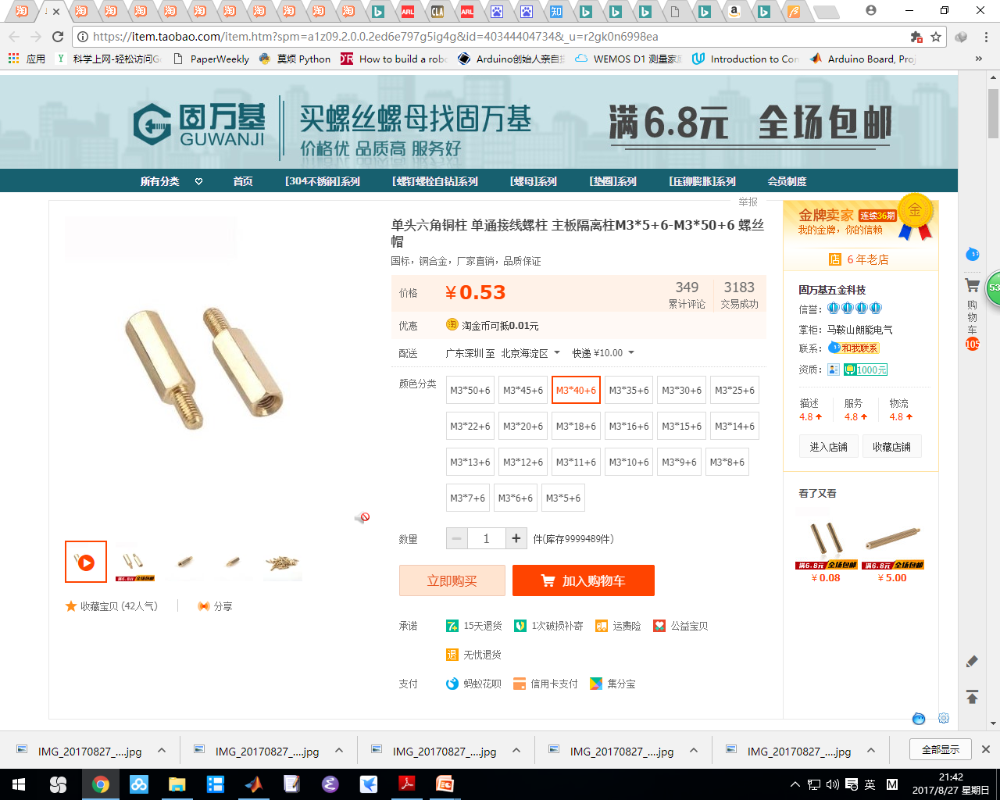 https://item.taobao.com/item.htm?spm=a1z09.2.0.0.2ed6e797g5ig4g&id=40344404734&_u=r2gk0n6998ea
应用 科学上网-轻松访问Go PaperWeekly 莫烦 Python How to build a robo Arduino创始人亲自 WEMOS D1 测量家庭 Introduction to Con Arduino Board, Proj »
固万基 GUWANJI
买螺丝螺母找固万基
价格优 品质高 服务好
满6.8元 全场包邮
所有分类 首页 [304不锈钢]系列 [螺钉螺栓自钻]系列 [螺母]系列 [垫圈]系列 [压铆膨胀]系列 会员制度
举报
单头六角铜柱 单通接线螺柱 主板隔离柱M3*5+6-M3*50+6 螺丝
帽
国标，铜合金，厂家直销，品质保证
价格 ¥0.53
349 累计评论
3183 交易成功
优惠 淘金币可抵0.01元
配送 广东深圳 至 北京海淀区 快递 ¥10.00
颜色分类 M3*50+6 M3*45+6 M3*40+6 M3*35+6 M3*30+6 M3*25+6
M3*22+6 M3*20+6 M3*18+6 M3*16+6 M3*15+6 M3*14+6
M3*13+6 M3*12+6 M3*11+6 M3*10+6 M3*9+6 M3*8+6
M3*7+6 M3*6+6 M3*5+6
数量 1 件(库存9999489件)
立即购买 加入购物车
收藏宝贝 (42人气) 分享
承诺 15天退货 1次破损补寄 运费险 公益宝贝
退 无忧退货
支付 蚂蚁花呗 信用卡支付 集分宝
金牌卖家 连续36期 金
我的金牌，你的信赖
店 6 年老店
固万基五金科技
信誉：
掌柜：马鞍山朗能电气
联系： 和我联系
资质： 1000元
描述 服务 物流
4.8 4.8 4.8
进入店铺 收藏店铺
看了又看
满6.8元 全场包邮 满6.8元 全场包邮
¥0.08 ¥5.00
购物车
105
53
IMG_20170827_....jpg IMG_20170827_....jpg IMG_20170827_....jpg IMG_20170827_....jpg IMG_20170827_....jpg 全部显示
英 M
21:42
2017/8/27 星期日